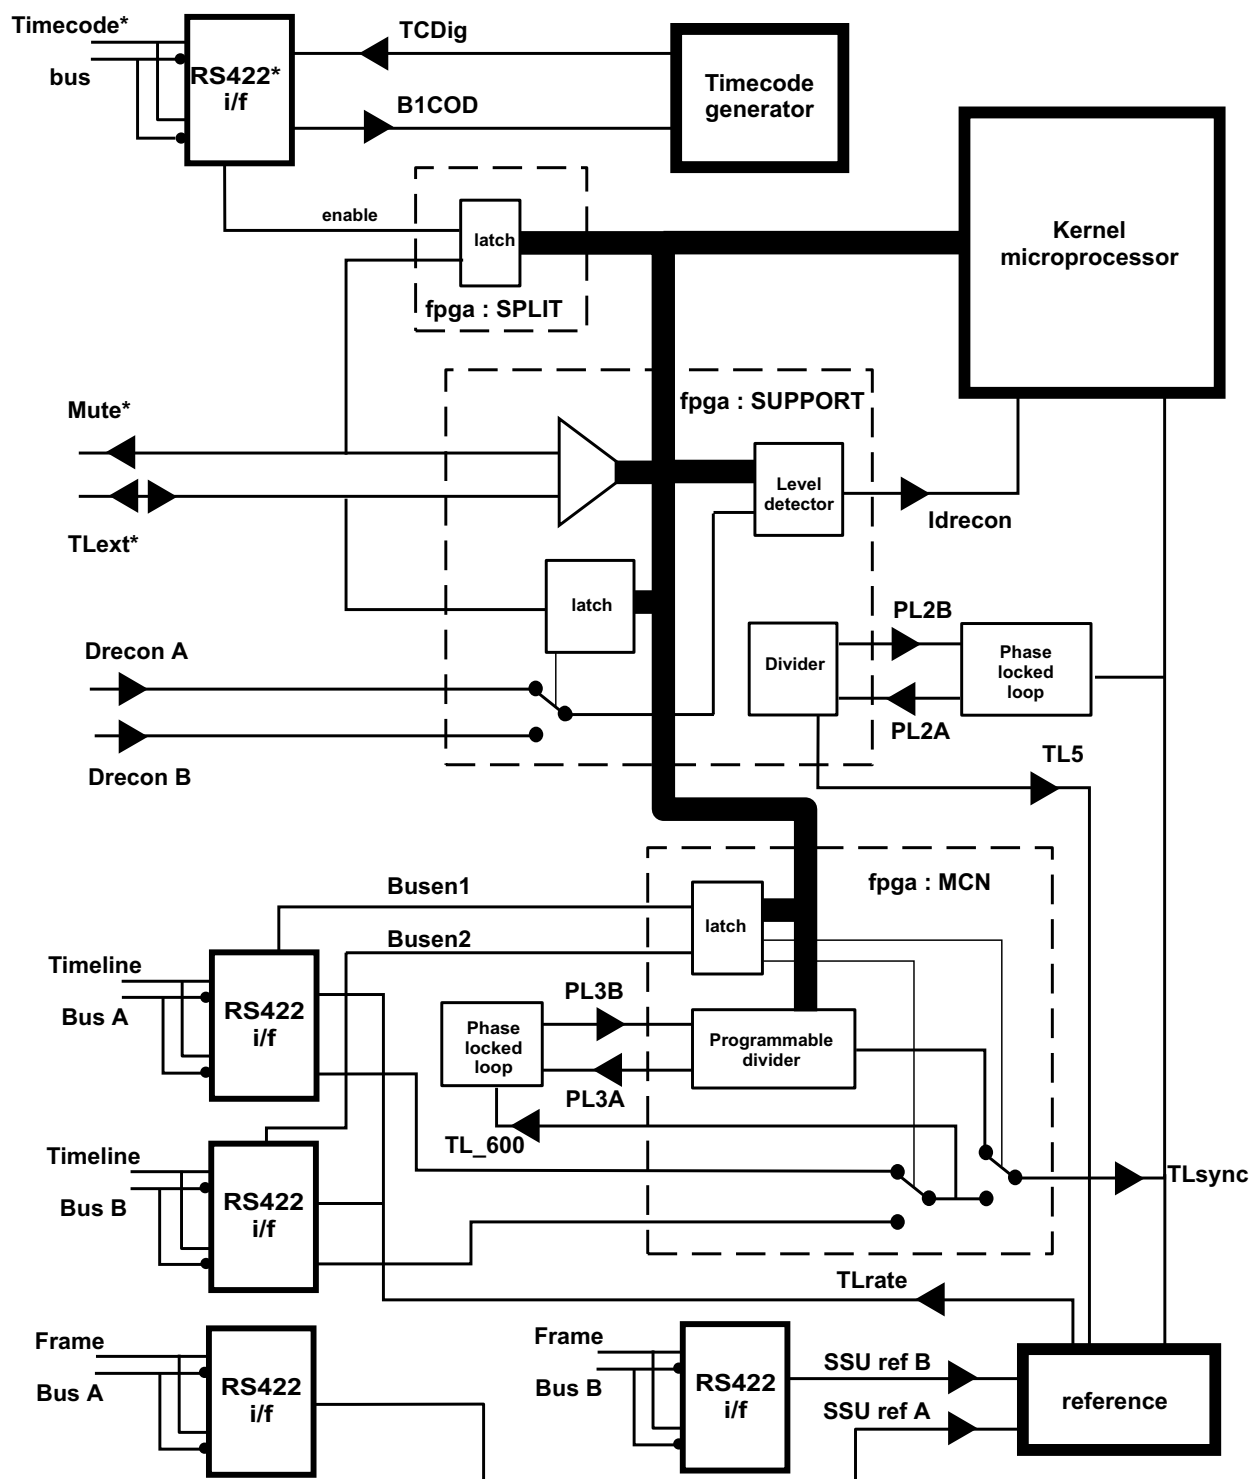 Timecode*
bus
RS422*
i/f
TCDig
B1COD
Timecode
generator
enable
latch
fpga : SPLIT
Kernel
microprocessor
Mute*
TLext*
fpga : SUPPORT
Level
detector
Idrecon
latch
Drecon A
Drecon B
Divider
PL2B
PL2A
Phase
locked
loop
TL5
fpga : MCN
Busen1
Busen2
latch
Timeline
Bus A
RS422
i/f
Phase
locked
loop
PL3B
PL3A
Programmable
divider
TL_600
Timeline
Bus B
RS422
i/f
TLsync
TLrate
Frame
Bus A
RS422
i/f
Frame
Bus B
RS422
i/f
SSU ref B
SSU ref A
reference